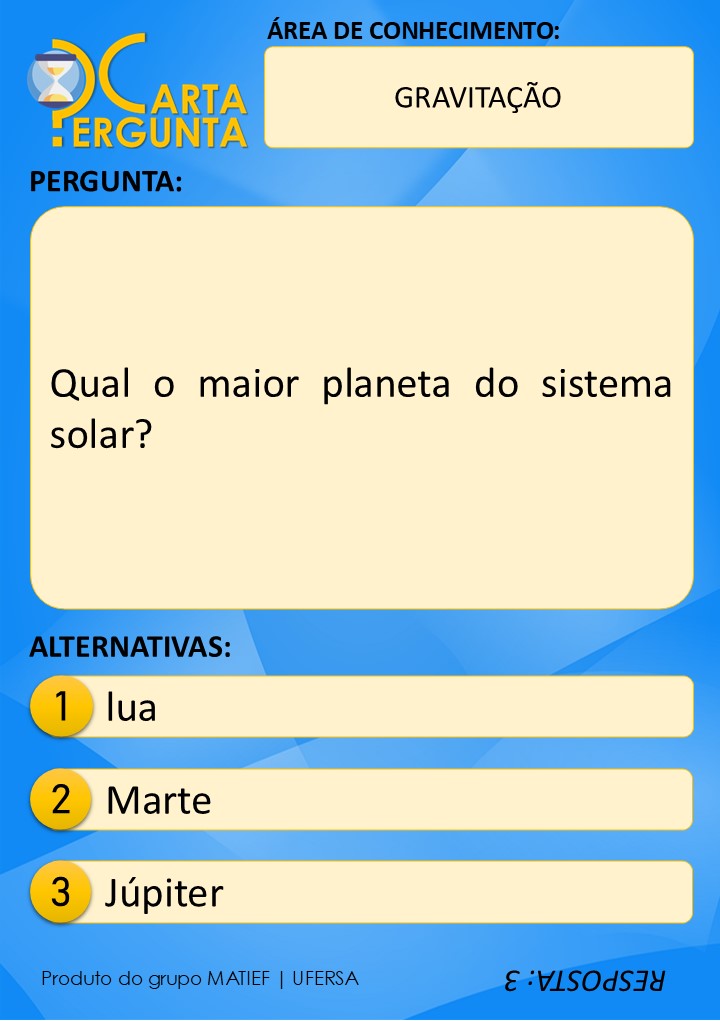 CARTA
PERGUNTA
ÁREA DE CONHECIMENTO:
GRAVITAÇÃO
PERGUNTA:
Qual o maior planeta do sistema
solar?
ALTERNATIVAS:
1 lua
2 Marte
3 Júpiter
Produto do grupo MATIEF | UFERSA
RESPOSTA: 3